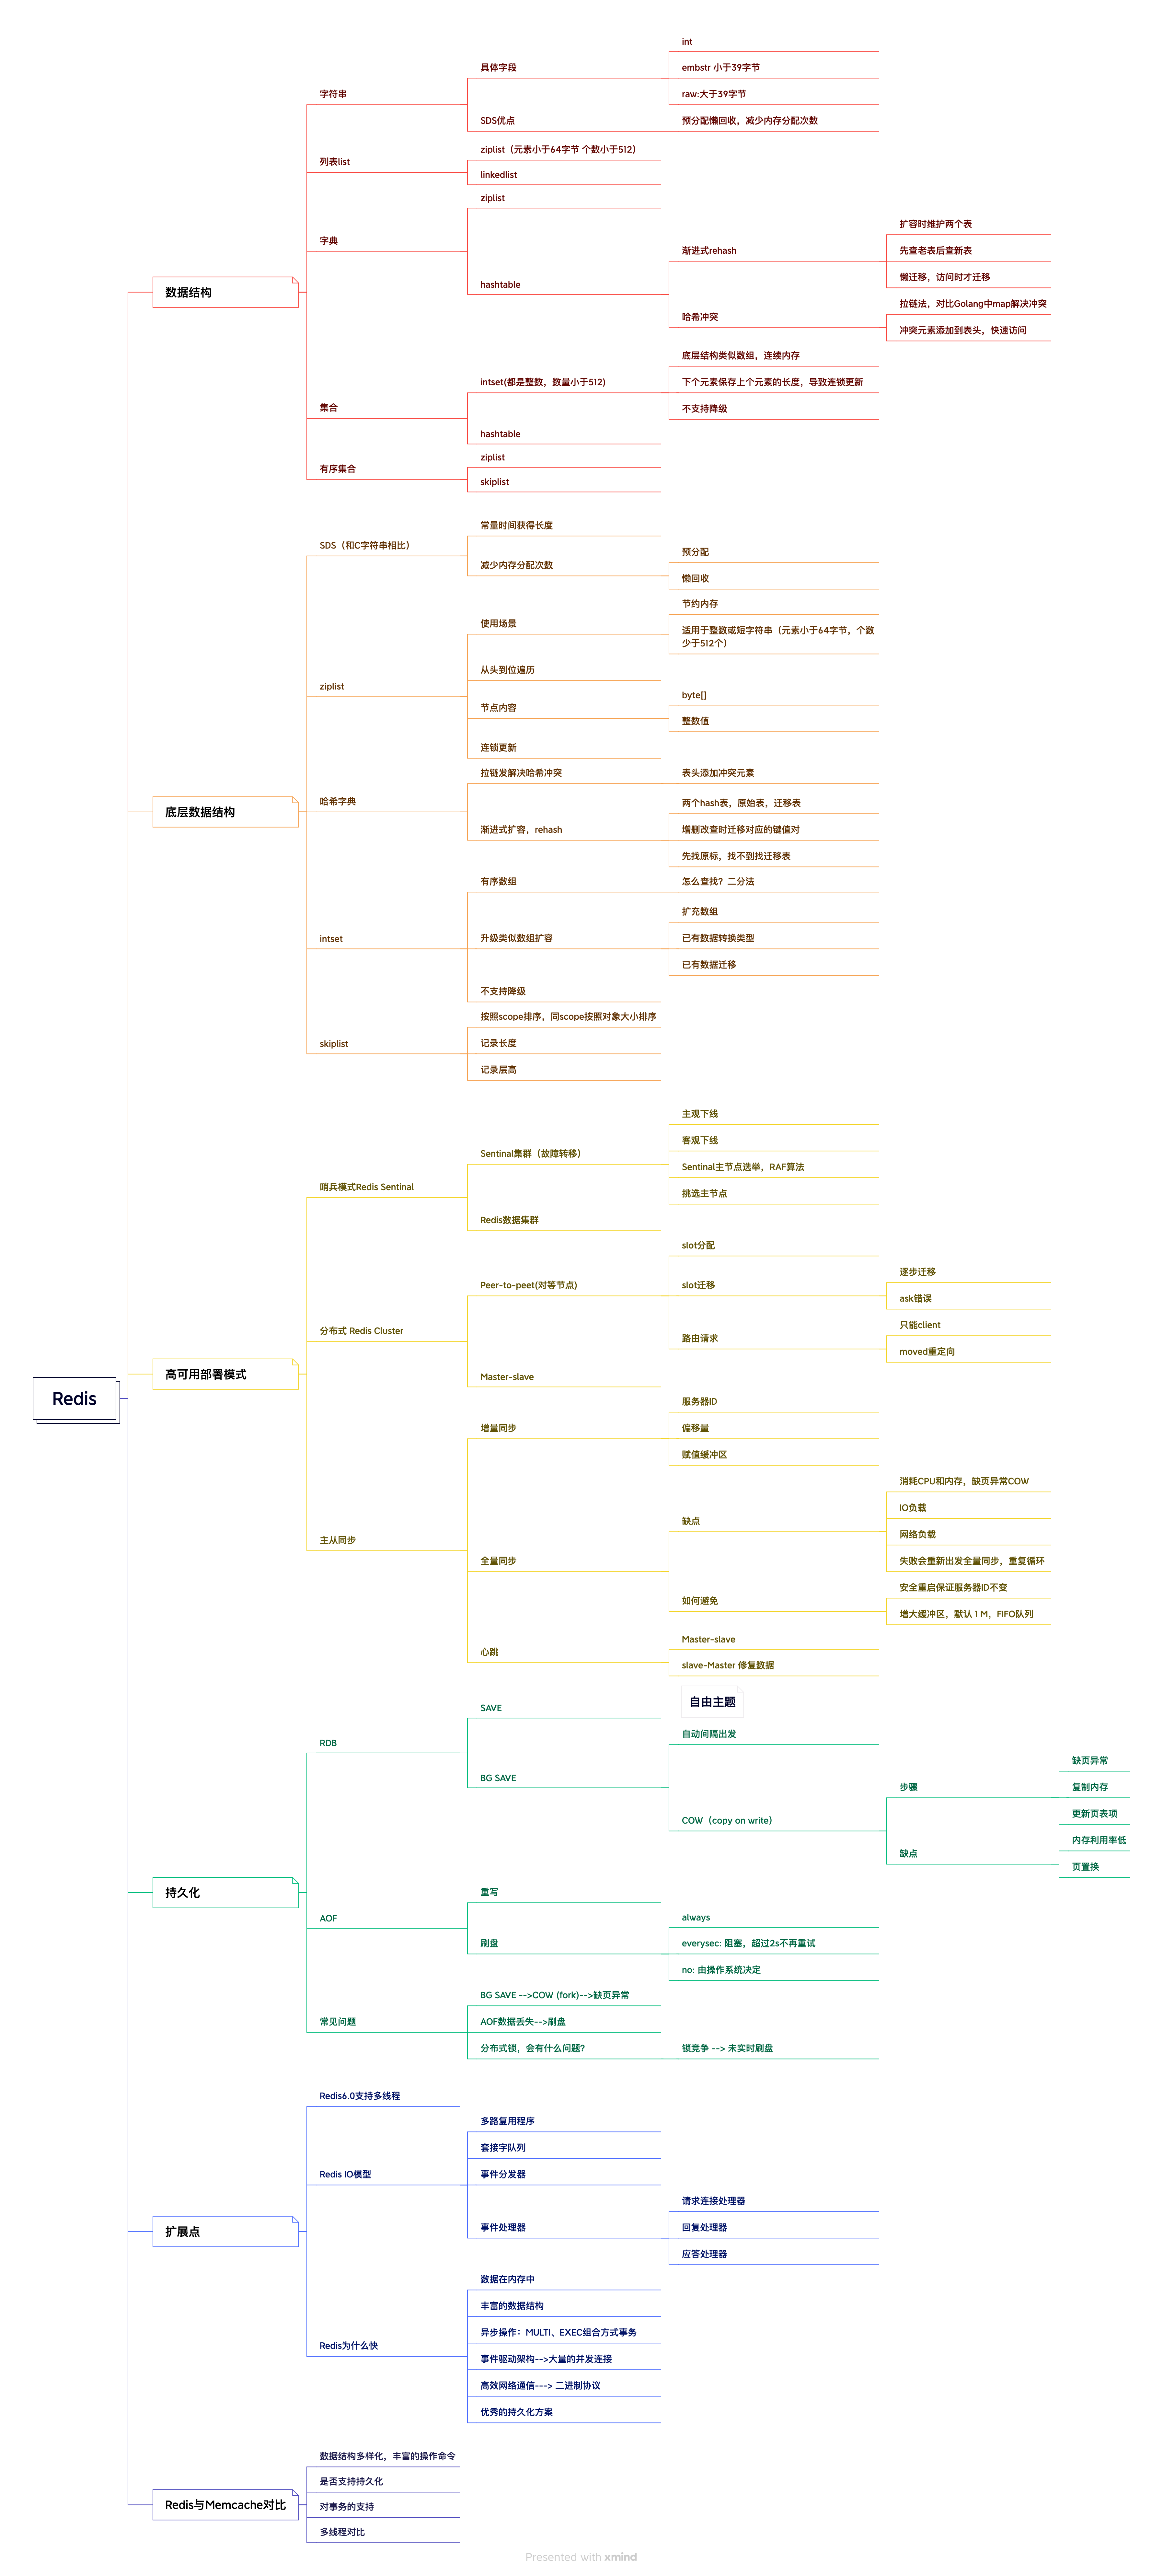 Redis
数据结构
字符串
具体字段
int
embstr 小于39字节
raw:大于39字节
SDS优点
预分配懒回收，减少内存分配次数
列表list
ziplist（元素小于64字节 个数小于512）
linkedlist
字典
ziplist
hashtable
渐进式rehash
扩容时维护两个表
先查老表后查新表
懒迁移，访问时才迁移
哈希冲突
拉链法，对比Golang中map解决冲突
冲突元素添加到表头，快速访问
集合
intset(都是整数，数量小于512)
底层结构类似数组，连续内存
下个元素保存上个元素的长度，导致连锁更新
不支持降级
hashtable
有序集合
ziplist
skiplist
底层数据结构
SDS（和C字符串相比）
常量时间获得长度
减少内存分配次数
预分配
懒回收
ziplist
使用场景
节约内存
适用于整数或短字符串（元素小于64字节，个数
少于512个）
从头到位遍历
节点内容
byte[]
整数值
连锁更新
哈希字典
拉链发解决哈希冲突
表头添加冲突元素
渐进式扩容，rehash
两个hash表，原始表，迁移表
增删改查时迁移对应的键值对
先找原标，找不到找迁移表
intset
有序数组
怎么查找？二分法
升级类似数组扩容
扩充数组
已有数据转换类型
已有数据迁移
不支持降级
skiplist
按照scope排序，同scope按照对象大小排序
记录长度
记录层高
高可用部署模式
哨兵模式Redis Sentinal
Sentinal集群（故障转移）
主观下线
客观下线
Sentinal主节点选举，RAF算法
挑选主节点
Redis数据集群
分布式 Redis Cluster
Peer-to-peet(对等节点)
slot分配
slot迁移
逐步迁移
ask错误
路由请求
只能client
moved重定向
Master-slave
主从同步
增量同步
服务器ID
偏移量
赋值缓冲区
全量同步
缺点
消耗CPU和内存，缺页异常COW
IO负载
网络负载
失败会重新出发全量同步，重复循环
如何避免
安全重启保证服务器ID不变
增大缓冲区，默认 1 M，FIFO队列
心跳
Master-slave
slave-Master 修复数据
自由主题
持久化
RDB
SAVE
BG SAVE
自动间隔出发
COW（copy on write）
步骤
缺页异常
复制内存
更新页表项
缺点
内存利用率低
页置换
AOF
重写
刷盘
always
everysec: 阻塞，超过2s不再重试
no: 由操作系统决定
常见问题
BG SAVE -->COW (fork)-->缺页异常
AOF数据丢失-->刷盘
分布式锁，会有什么问题?
锁竞争 --> 未实时刷盘
扩展点
Redis6.0支持多线程
Redis IO模型
多路复用程序
套接字队列
事件分发器
事件处理器
请求连接处理器
回复处理器
应答处理器
Redis为什么快
数据在内存中
丰富的数据结构
异步操作：MULTI、EXEC组合方式事务
事件驱动架构-->大量的并发连接
高效网络通信---> 二进制协议
优秀的持久化方案
Redis与Memcache对比
数据结构多样化，丰富的操作命令
是否支持持久化
对事务的支持
多线程对比
Presented with xmind